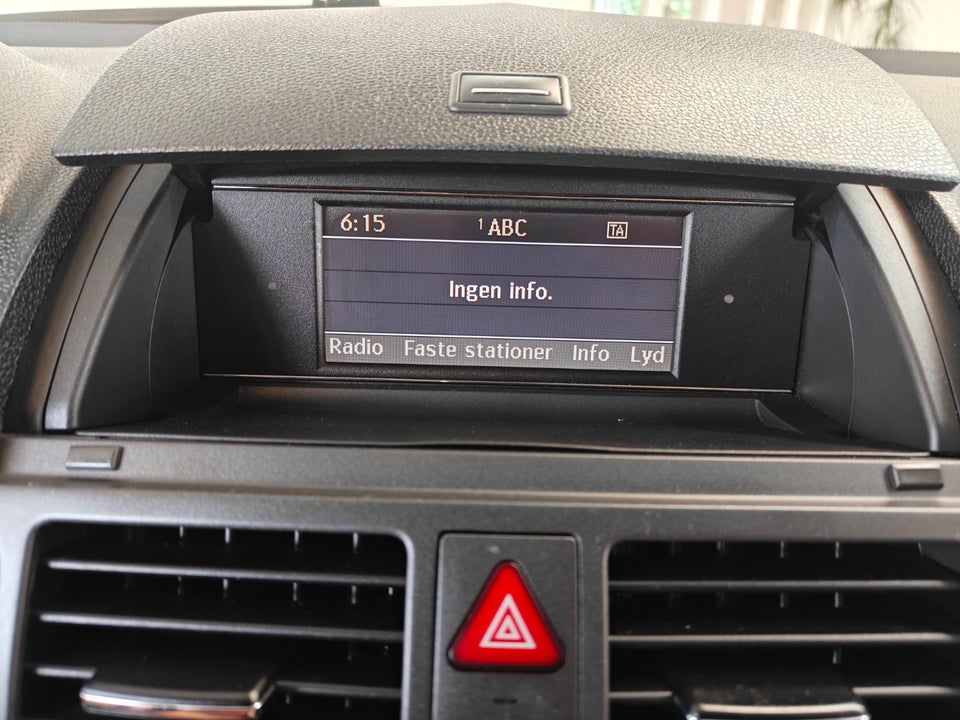 6:15 1 ABC TA
Ingen info.
Radio Faste stationer Info Lyd